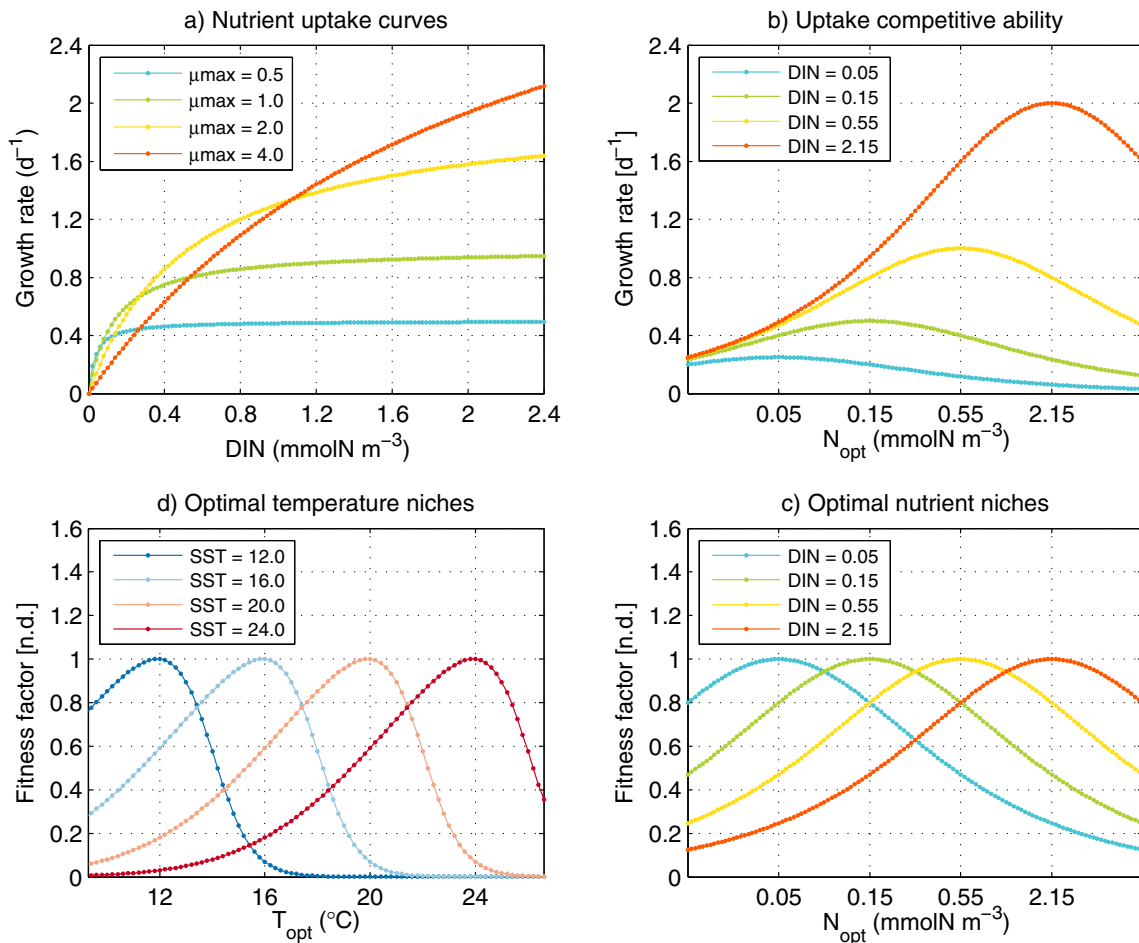 a) Nutrient uptake curves
Growth rate (d⁻¹)
2.4
2
1.6
1.2
0.8
0.4
0
μmax = 0.5
μmax = 1.0
μmax = 2.0
μmax = 4.0
0 0.4 0.8 1.2 1.6 2 2.4
DIN (mmolN m⁻³)
b) Uptake competitive ability
Growth rate [d⁻¹]
2.4
2
1.6
1.2
0.8
0.4
0
DIN = 0.05
DIN = 0.15
DIN = 0.55
DIN = 2.15
0.05 0.15 0.55 2.15
N_opt (mmolN m⁻³)
d) Optimal temperature niches
Fitness factor [n.d.]
1.6
1.4
1.2
1
0.8
0.6
0.4
0.2
0
SST = 12.0
SST = 16.0
SST = 20.0
SST = 24.0
12 16 20 24
T_opt (°C)
c) Optimal nutrient niches
Fitness factor [n.d.]
1.6
1.4
1.2
1
0.8
0.6
0.4
0.2
0
DIN = 0.05
DIN = 0.15
DIN = 0.55
DIN = 2.15
0.05 0.15 0.55 2.15
N_opt (mmolN m⁻³)